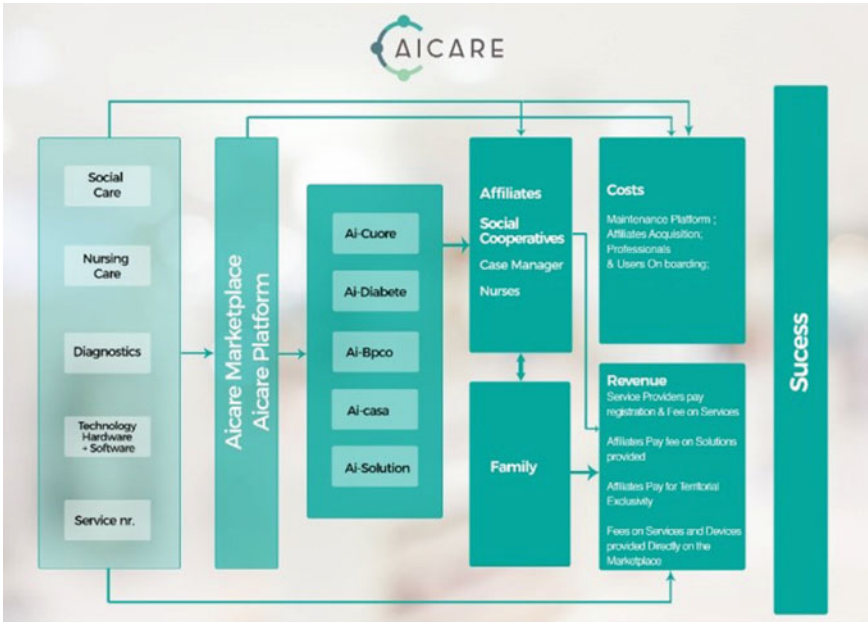 AICARE
Social
Care
Nursing
Care
Diagnostics
Technology
Hardware
+ Software
Service nr.
Aicare Marketplace
Aicare Platform
Ai-Cuore
Ai-Diabete
Ai-Bpco
Ai-casa
Ai-Solution
Affiliates
Social
Cooperatives
Case Manager
Nurses
Family
Costs
Maintenance Platform ;
Affiliates Acquisition;
Professionals
& Users On boarding;
Revenue
Service Providers pay
registration & Fee on Services
Affiliates Pay fee on Solutions
provided
Affiliates Pay for Territorial
Exclusivity
Fees on Services and Devices
provided Directly on the
Marketplace
Sucess